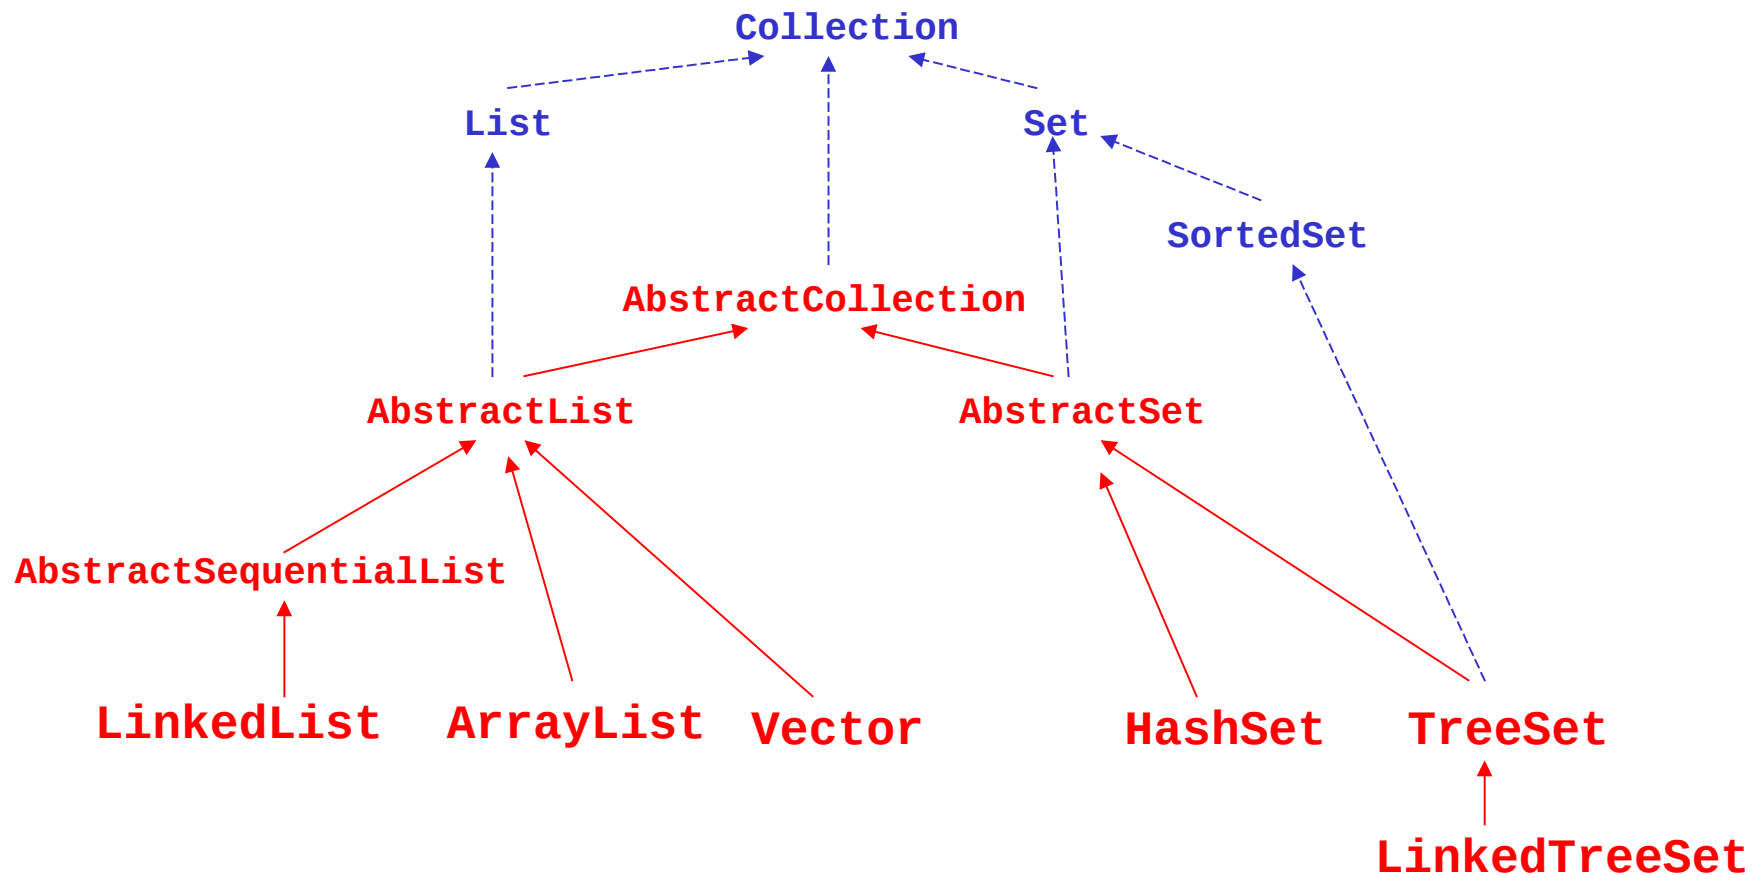 Collection
List
Set
SortedSet
AbstractCollection
AbstractList
AbstractSet
AbstractSequentialList
LinkedList
ArrayList
Vector
HashSet
TreeSet
LinkedTreeSet